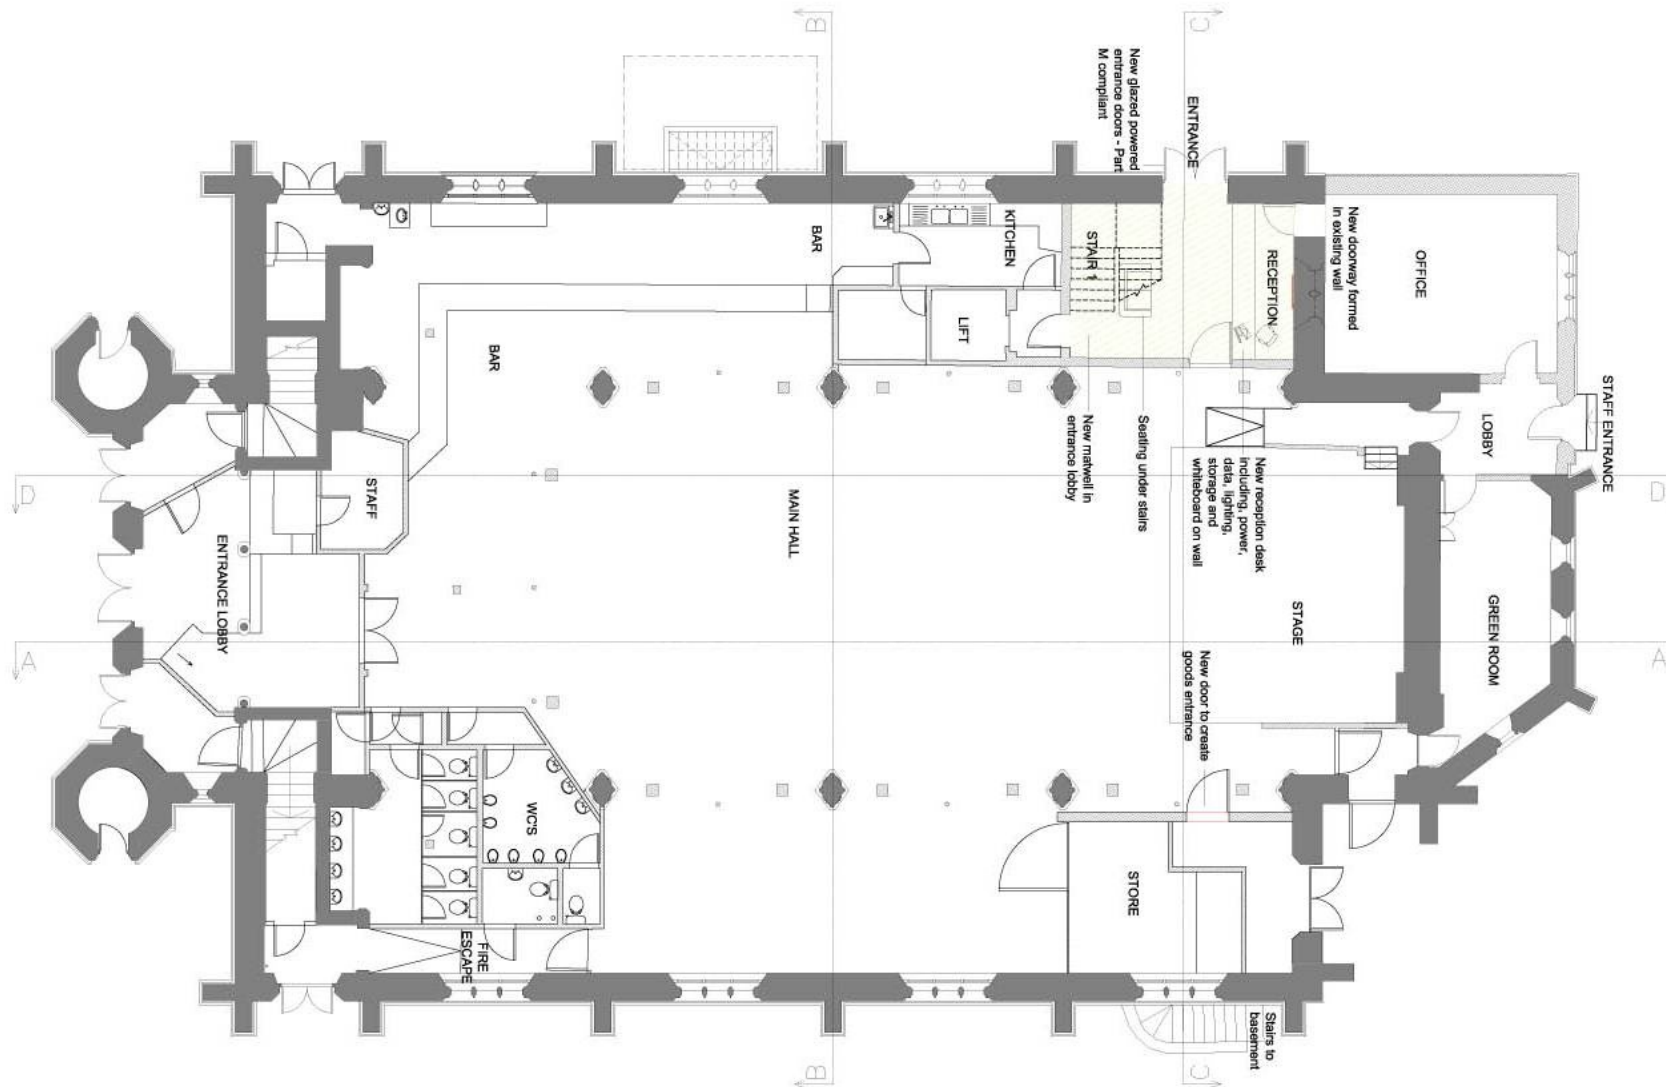 B
C
New glazed powered
entrance doors - Part
M compliant
ENTRANCE
New doorway formed
in existing wall
OFFICE
RECEPTION
STAIR 1
KITCHEN
BAR
LIFT
BAR
STAFF ENTRANCE
LOBBY
New matwell in
entrance lobby
Seating under stairs
New reception desk
including, power,
data, lighting,
storage and
whiteboard on wall
STAFF
D
D
MAIN HALL
ENTRANCE LOBBY
STAGE
GREEN ROOM
A
A
New door to create
goods entrance
WC'S
STORE
FIRE
ESCAPE
Stairs to
basement
B
C